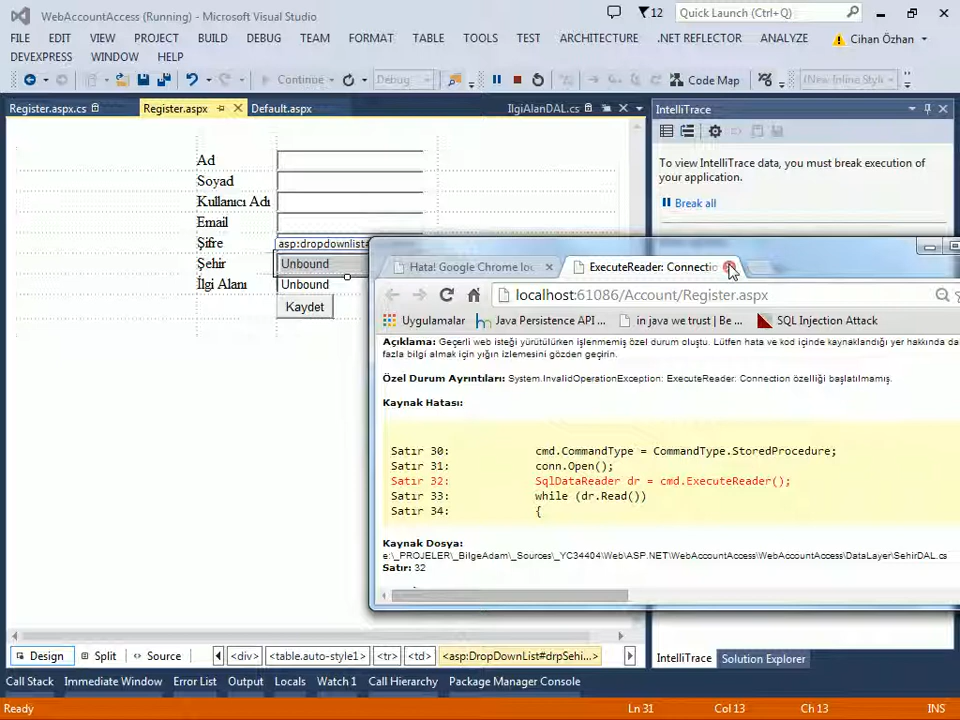 WebAccountAccess (Running) - Microsoft Visual Studio
12
Quick Launch (Ctrl+Q)
FILE EDIT VIEW PROJECT BUILD DEBUG TEAM FORMAT TABLE TOOLS TEST ARCHITECTURE .NET REFLECTOR ANALYZE Cihan Özhan
DEVEXPRESS WINDOW HELP
Continue Debug Code Map (New Inline Style
Register.aspx.cs Register.aspx Default.aspx IlgiAlanDAL.cs
IntelliTrace
To view IntelliTrace data, you must break execution of
your application.
Break all
Ad
Soyad
Kullanıcı Adı
Email
Şifre
asp:dropdownlist
Şehir Unbound
İlgi Alanı Unbound
Kaydet
Hata! Google Chrome lo ExecuteReader: Connectio
localhost:61086/Account/Register.aspx
Uygulamalar Java Persistence API ... in java we trust | Be ... SQL Injection Attack
Açıklama: Geçerli web isteği yürütülürken işlenmemiş özel durum oluştu. Lütfen hata ve kod içinde kaynaklandığı yer hakkında da
fazla bilgi almak için yığın izlemesini gözden geçirin.
Özel Durum Ayrıntıları: System.InvalidOperationException: ExecuteReader: Connection özelliği başlatılmamış.
Kaynak Hatası:
Satır 30: cmd.CommandType = CommandType.StoredProcedure;
Satır 31: conn.Open();
Satır 32: SqlDataReader dr = cmd.ExecuteReader();
Satır 33: while (dr.Read())
Satır 34: {
Kaynak Dosya:
e:\_PROJELER\_BilgeAdam\_Sources\_YC34404\Web\ASP.NET\WebAccountAccess\WebAccountAccess\DataLayer\SehirDAL.cs
Satır: 32
Design Split Source <div> <table.auto-style1> <tr> <td> <asp:DropDownList#drpSehi...>
IntelliTrace Solution Explorer
Call Stack Immediate Window Error List Output Locals Watch 1 Call Hierarchy Package Manager Console
Ready Ln 31 Col 13 Ch 13 INS